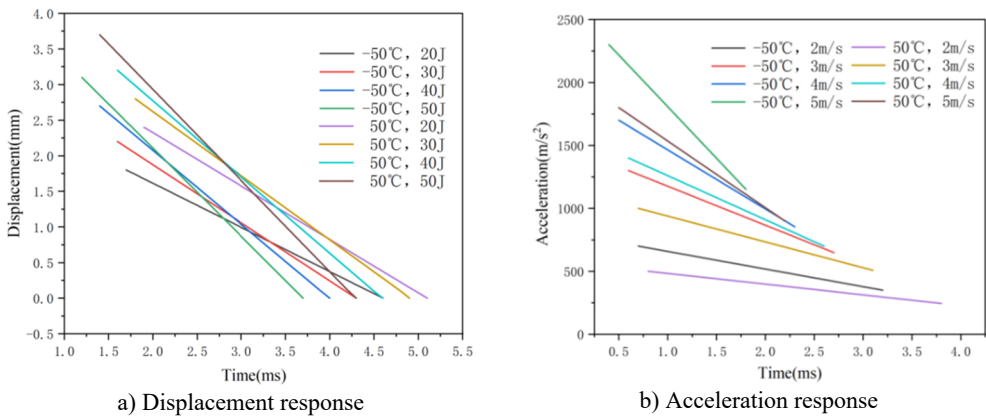 4.0
3.5
3.0
2.5
2.0
1.5
1.0
0.5
0.0
-0.5
Displacement(mm)
-50℃, 20J
-50℃, 30J
-50℃, 40J
-50℃, 50J
50℃, 20J
50℃, 30J
50℃, 40J
50℃, 50J
1.0 1.5 2.0 2.5 3.0 3.5 4.0 4.5 5.0 5.5
Time(ms)
a) Displacement response
2500
2000
1500
1000
500
0
Acceleration(m/s²)
-50℃, 2m/s 50℃, 2m/s
-50℃, 3m/s 50℃, 3m/s
-50℃, 4m/s 50℃, 4m/s
-50℃, 5m/s 50℃, 5m/s
0.5 1.0 1.5 2.0 2.5 3.0 3.5 4.0
Time(ms)
b) Acceleration response